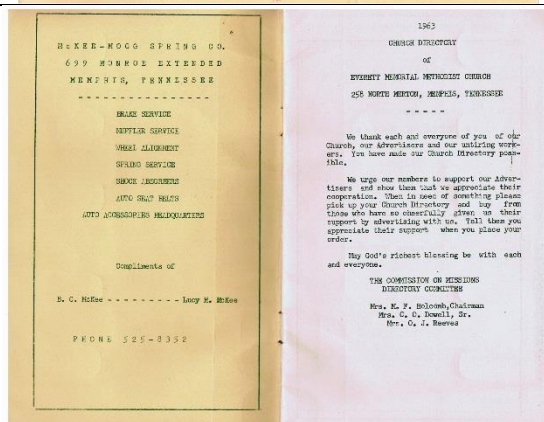 McKEE-MOOG SPRING CO.
699 MONROE EXTENDED
MEMPHIS, TENNESSEE
- - - - - - - - - - - - - - - -
BRAKE SERVICE
MUFFLER SERVICE
WHEEL ALIGNMENT
SPRING SERVICE
SHOCK ABSORBERS
AUTO SEAT BELTS
AUTO ACCESSORIES HEADQUARTERS
Compliments of
B. C. McKee - - - - - - - - - Lucy M. McKee
PHONE 525-8352
1963
CHURCH DIRECTORY
of
EVERETT MEMORIAL METHODIST CHURCH
258 NORTH MERTON, MEMPHIS, TENNESSEE
- - - - -
We thank each and everyone of you of our
Church, our Advertisers and our untiring work-
ers. You have made our Church Directory poss-
ible.
We urge our members to support our Adver-
tisers and show them that we appreciate their
cooperation. When in need of something please
pick up your Church Directory and buy from
those who have so cheerfully given us their
support by advertising with us. Tell them you
appreciate their support when you place your
order.
May God's richest blessing be with each
and everyone.
THE COMMISSION ON MISSIONS
DIRECTORY COMMITTEE
Mrs. M. F. Holcomb,Chairman
Mrs. C. O. Dowell, Sr.
Mrs. O. J. Reeves